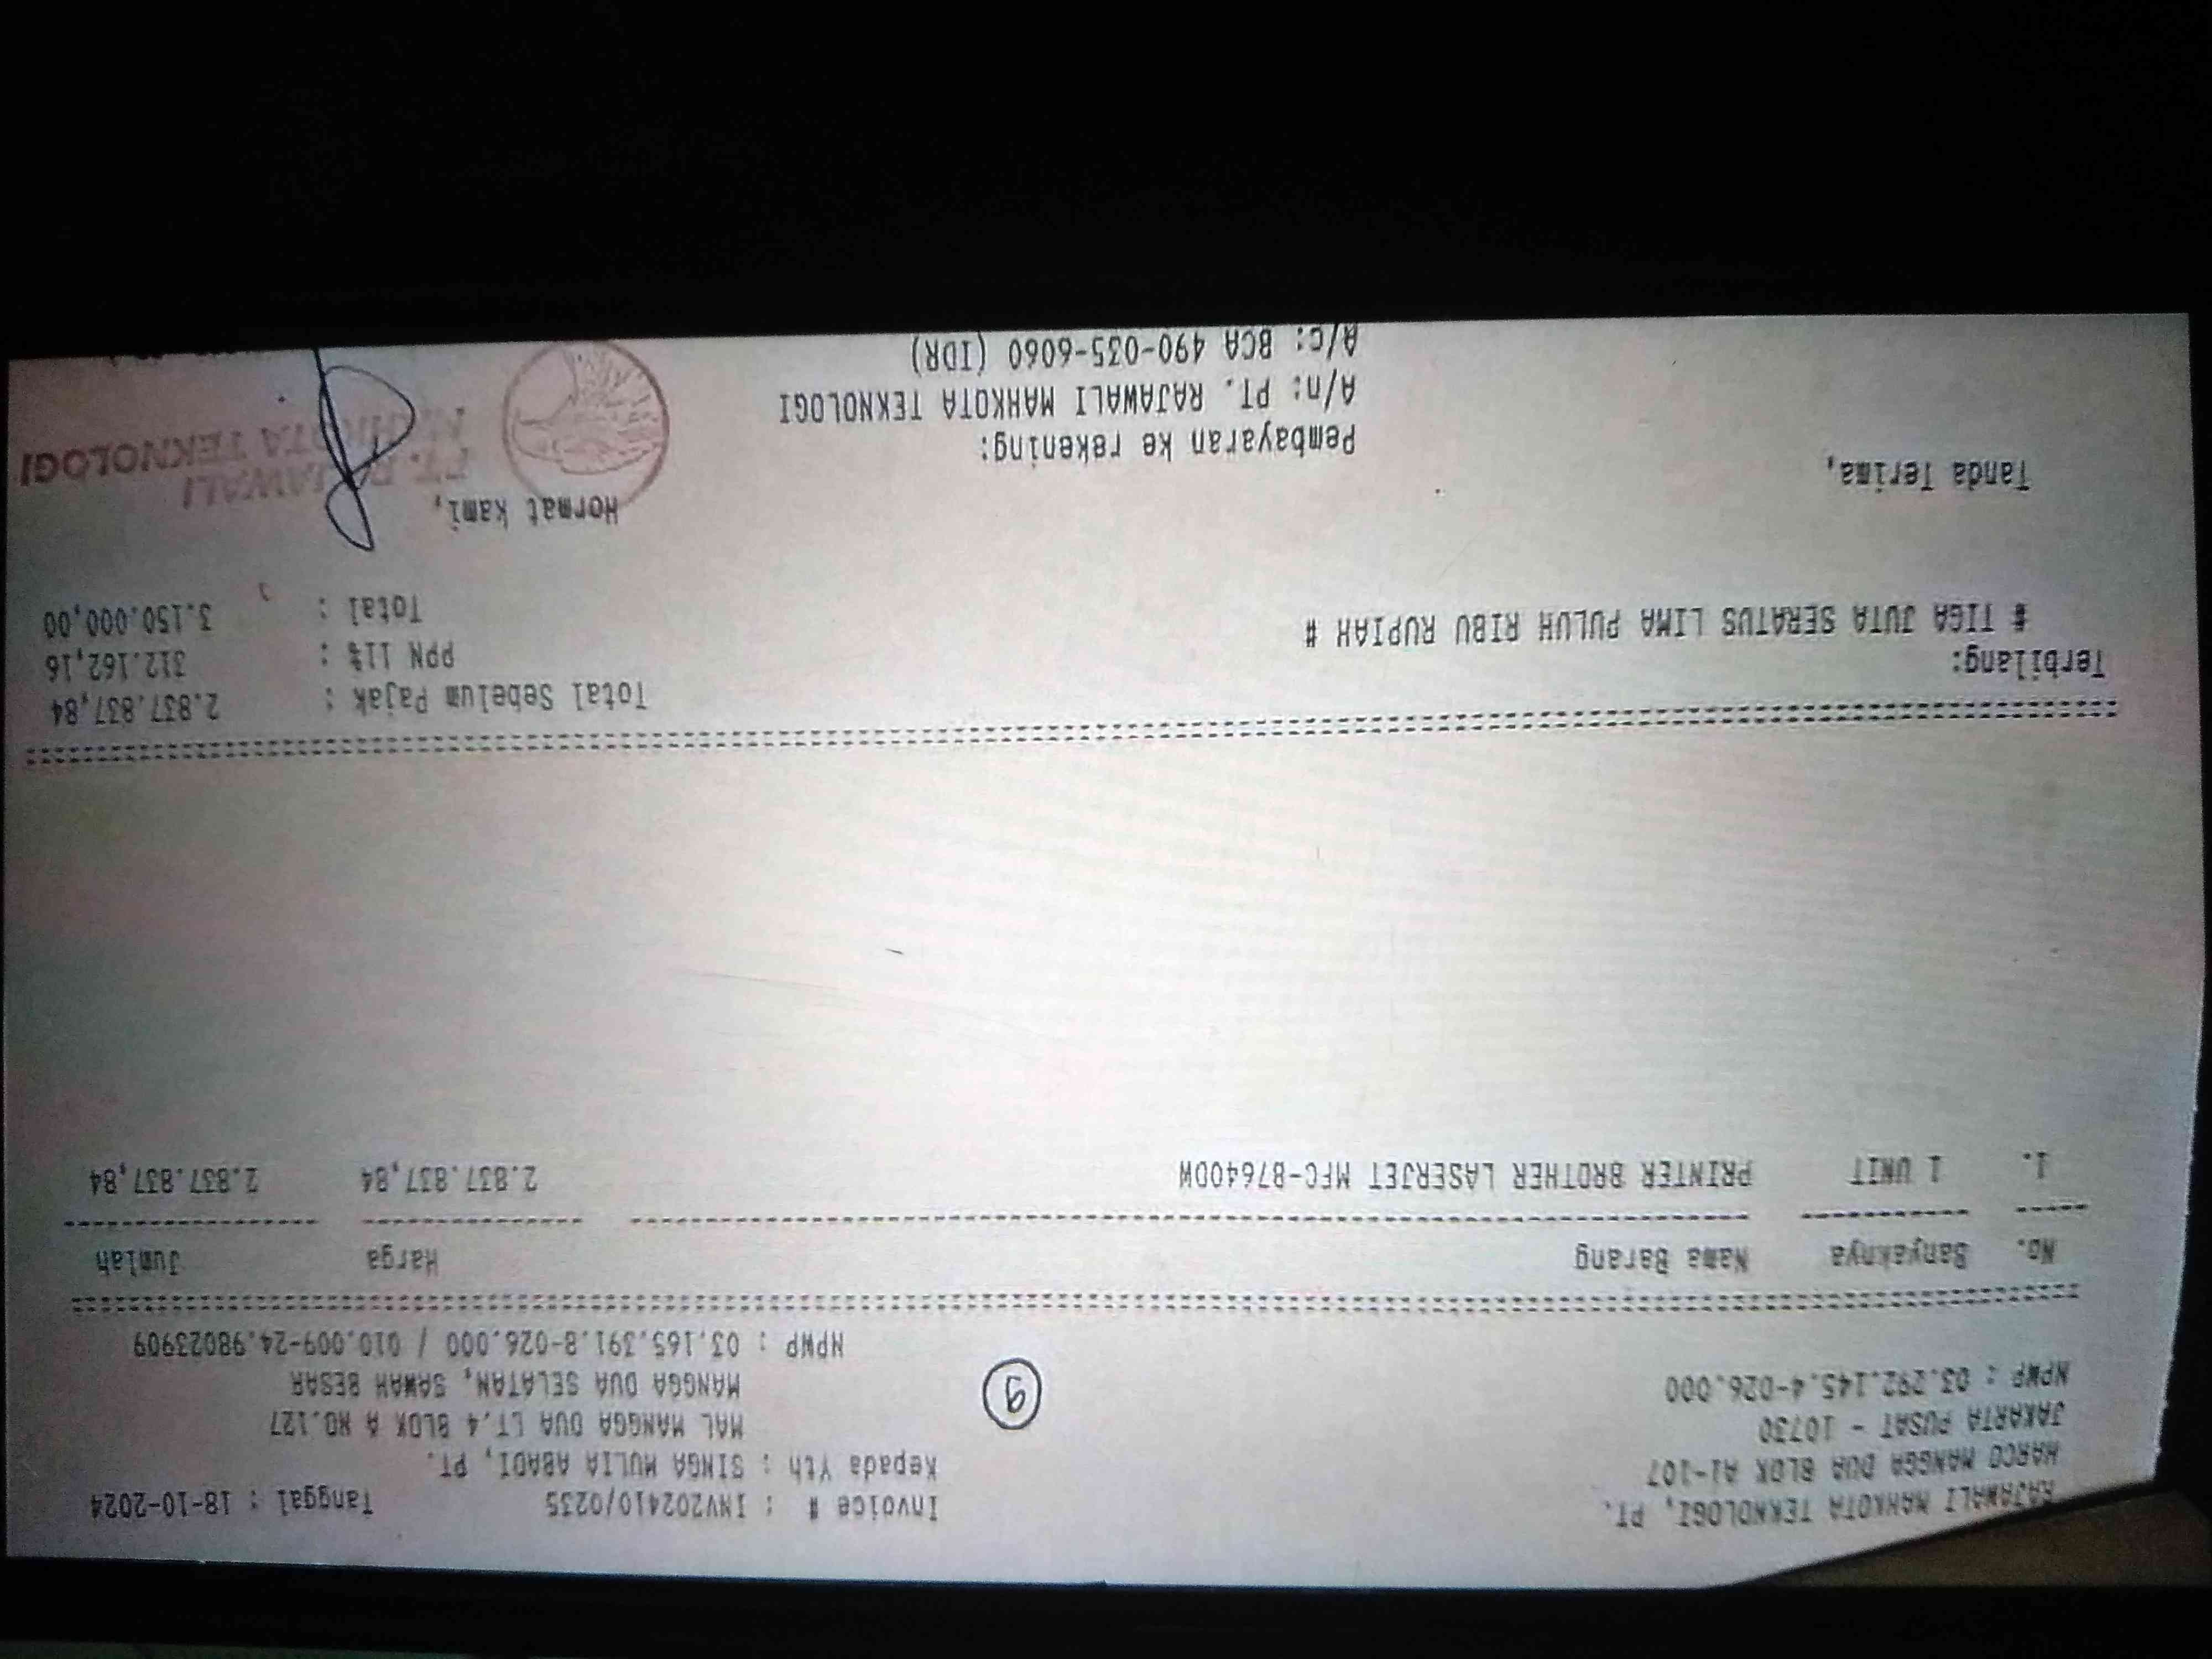 RAJAWALI MAHKOTA TEKNOLOGI, PT.
HARCO MANGGA DUA BLOK A1-107
JAKARTA PUSAT - 10730
NPWP : 03.292.145.4-026.000
Invoice # : INV202410/0235 Tanggal : 18-10-2024
Kepada Yth : SINGA MULIA ABADI, PT.
MAL MANGGA DUA LT.4 BLOK A NO.127
MANGGA DUA SELATAN, SAWAH BESAR
NPWP : 03.165.391.8-026.000 / 010.009-24.98023909
No. Banyaknya Nama Barang Harga Jumlah
1. 1 UNIT PRINTER BROTHER LASERJET MFC-B7640DW 2.837.837,84 2.837.837,84
Terbilang:
# TIGA JUTA SERATUS LIMA PULUH RIBU RUPIAH #
Total Sebelum Pajak : 2.837.837,84
PPN 11% : 312.162,16
Total : 3.150.000,00
Tanda Terima,
Pembayaran ke rekening:
A/n: PT. RAJAWALI MAHKOTA TEKNOLOGI
A/c: BCA 490-035-6060 (IDR)
Hormat kami,
PT. RAJAWALI
MAHKOTA TEKNOLOGI